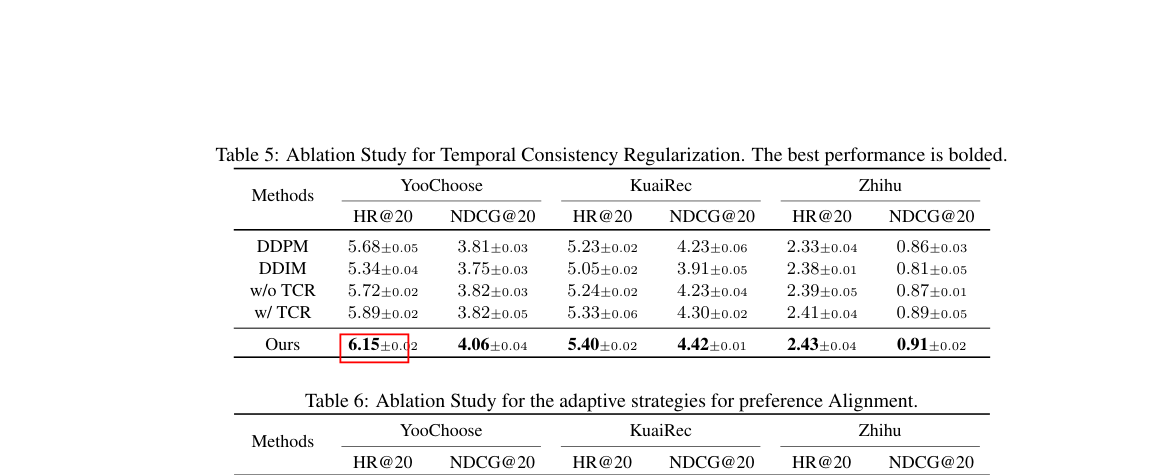 Table 5: Ablation Study for Temporal Consistency Regularization. The best performance is bolded.
Methods YooChoose KuaiRec Zhihu
HR@20 NDCG@20 HR@20 NDCG@20 HR@20 NDCG@20
DDPM 5.68±0.05 3.81±0.03 5.23±0.02 4.23±0.06 2.33±0.04 0.86±0.03
DDIM 5.34±0.04 3.75±0.03 5.05±0.02 3.91±0.05 2.38±0.01 0.81±0.05
w/o TCR 5.72±0.02 3.82±0.03 5.24±0.02 4.23±0.04 2.39±0.05 0.87±0.01
w/ TCR 5.89±0.02 3.82±0.05 5.33±0.06 4.30±0.02 2.41±0.04 0.89±0.05
Ours 6.15±0.02 4.06±0.04 5.40±0.02 4.42±0.01 2.43±0.04 0.91±0.02
Table 6: Ablation Study for the adaptive strategies for preference Alignment.
Methods YooChoose KuaiRec Zhihu
HR@20 NDCG@20 HR@20 NDCG@20 HR@20 NDCG@20